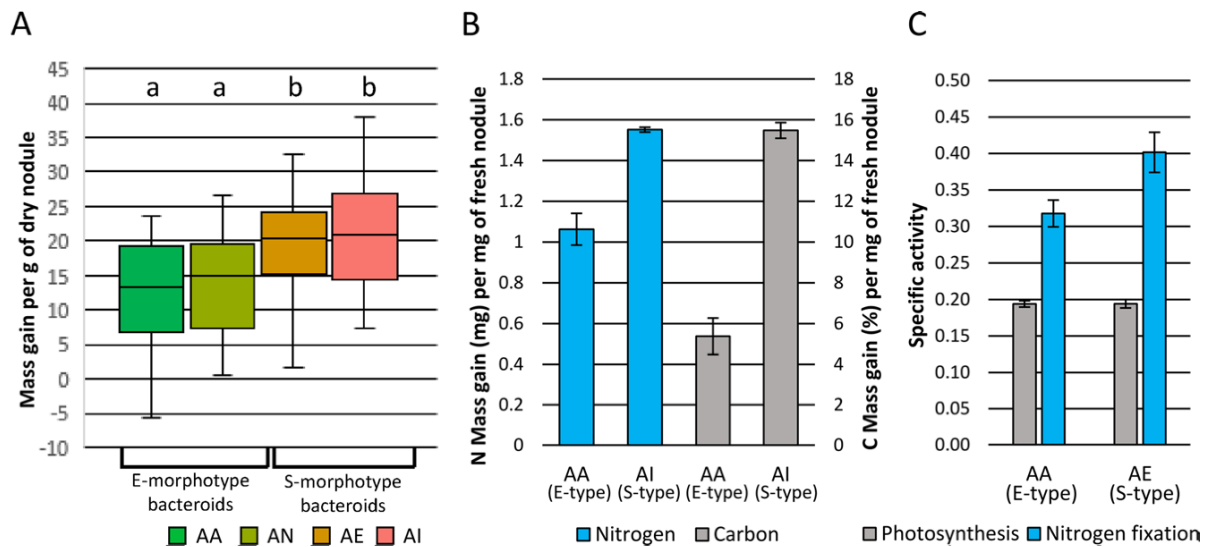 A
Mass gain per g of dry nodule
45
40
35
30
25
20
15
10
5
0
-5
-10
a a b b
E-morphotype
bacteroids
S-morphotype
bacteroids
AA AN AE AI
B
N Mass gain (mg) per mg of fresh nodule
1.8
1.6
1.4
1.2
1
0.8
0.6
0.4
0.2
0
C Mass gain (%) per mg of fresh nodule
18
16
14
12
10
8
6
4
2
0
AA AI AA AI
(E-type) (S-type) (E-type) (S-type)
Nitrogen Carbon
C
Specific activity
0.50
0.45
0.40
0.35
0.30
0.25
0.20
0.15
0.10
0.05
0.00
AA AE
(E-type) (S-type)
Photosynthesis Nitrogen fixation